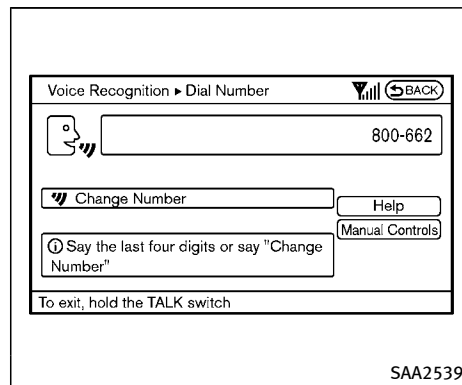 Voice Recognition ▸ Dial Number BACK
800-662
Change Number
Help
Manual Controls
Say the last four digits or say "Change
Number"
To exit, hold the TALK switch
SAA2539